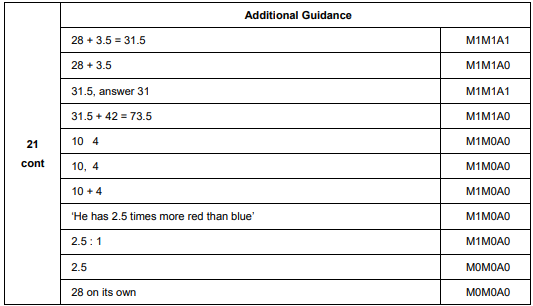 Additional Guidance
28 + 3.5 = 31.5 M1M1A1
28 + 3.5 M1M1A0
31.5, answer 31 M1M1A1
31.5 + 42 = 73.5 M1M1A0
21
cont
10 4 M1M0A0
10, 4 M1M0A0
10 + 4 M1M0A0
‘He has 2.5 times more red than blue’ M1M0A0
2.5 : 1 M1M0A0
2.5 M0M0A0
28 on its own M0M0A0